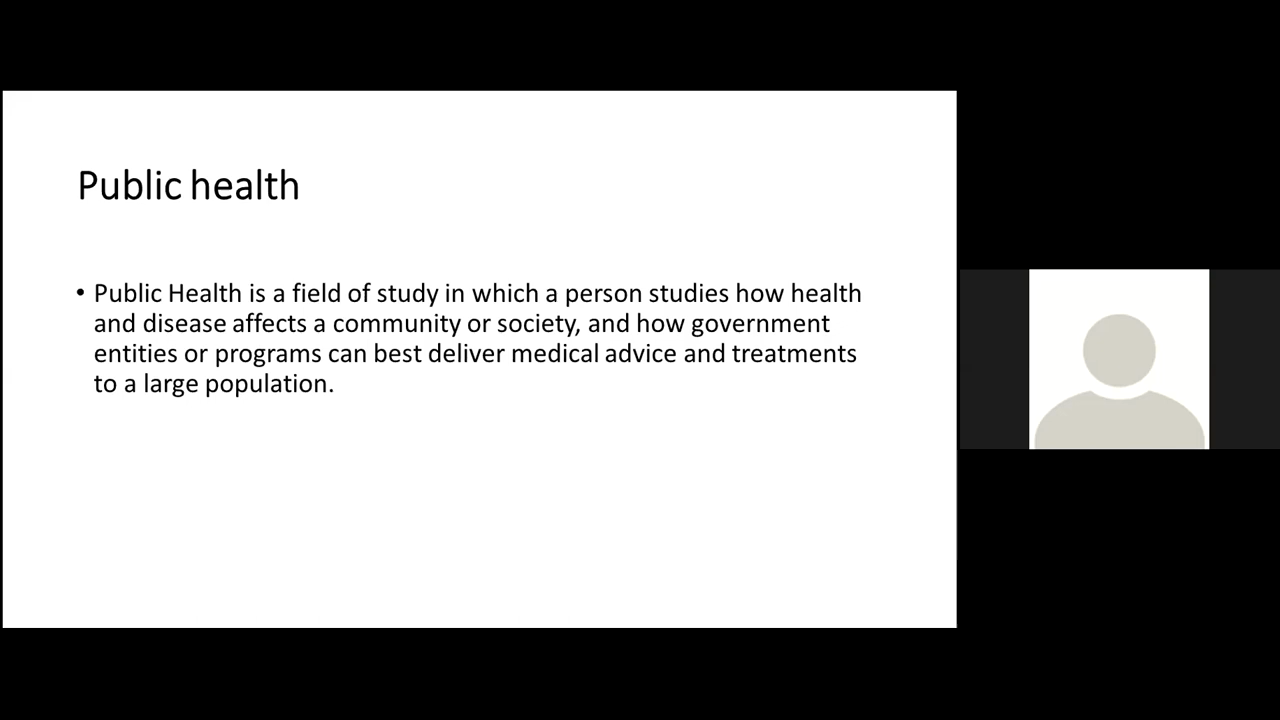 Public health
• Public Health is a field of study in which a person studies how health
and disease affects a community or society, and how government
entities or programs can best deliver medical advice and treatments
to a large population.